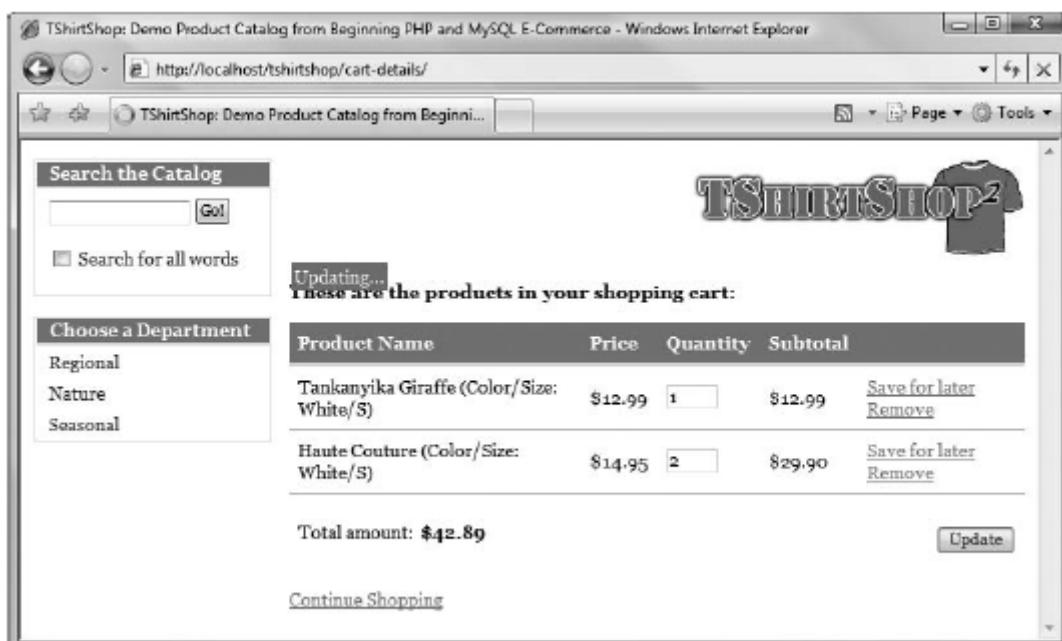 TShirtShop: Demo Product Catalog from Beginning PHP and MySQL E-Commerce - Windows Internet Explorer
http://localhost/tshirtshop/cart-details/
TShirtShop: Demo Product Catalog from Beginni...
Page
Tools
Search the Catalog
Go!
Search for all words
Choose a Department
Regional
Nature
Seasonal
TShirtShop²
Updating...
These are the products in your shopping cart:
Product Name Price Quantity Subtotal
Tankanyika Giraffe (Color/Size:
White/S)
$12.99 1 $12.99
Save for later
Remove
Haute Couture (Color/Size:
White/S)
$14.95 2 $29.90
Save for later
Remove
Total amount: $42.89
Update
Continue Shopping